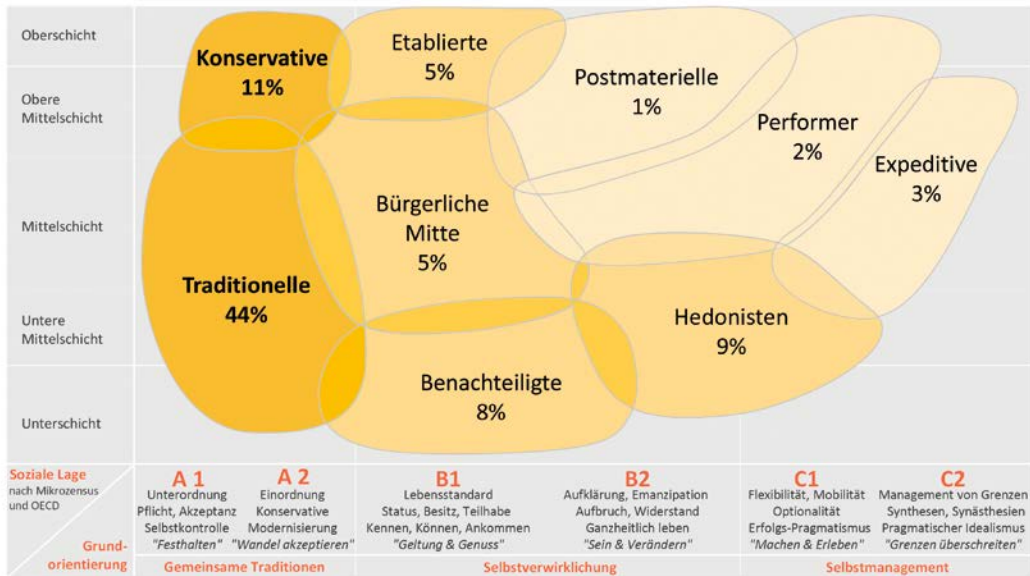 Oberschicht
Obere
Mittelschicht
Mittelschicht
Untere
Mittelschicht
Unterschicht
Konservative
11%
Etablierte
5%
Postmaterielle
1%
Performer
2%
Expeditive
3%
Bürgerliche
Mitte
5%
Traditionelle
44%
Hedonisten
9%
Benachteiligte
8%
Soziale Lage
nach Mikrozensus
und OECD
Grund-
orientierung
A 1
Unterordnung
Pflicht, Akzeptanz
Selbstkontrolle
"Festhalten"
A 2
Einordnung
Konservative
Modernisierung
"Wandel akzeptieren"
Gemeinsame Traditionen
B1
Lebensstandard
Status, Besitz, Teilhabe
Kennen, Können, Ankommen
"Geltung & Genuss"
B2
Aufklärung, Emanzipation
Aufbruch, Widerstand
Ganzheitlich leben
"Sein & Verändern"
Selbstverwirklichung
C1
Flexibilität, Mobilität
Optionalität
Erfolgs-Pragmatismus
"Machen & Erleben"
C2
Management von Grenzen
Synthesen, Synästhesien
Pragmatischer Idealismus
"Grenzen überschreiten"
Selbstmanagement